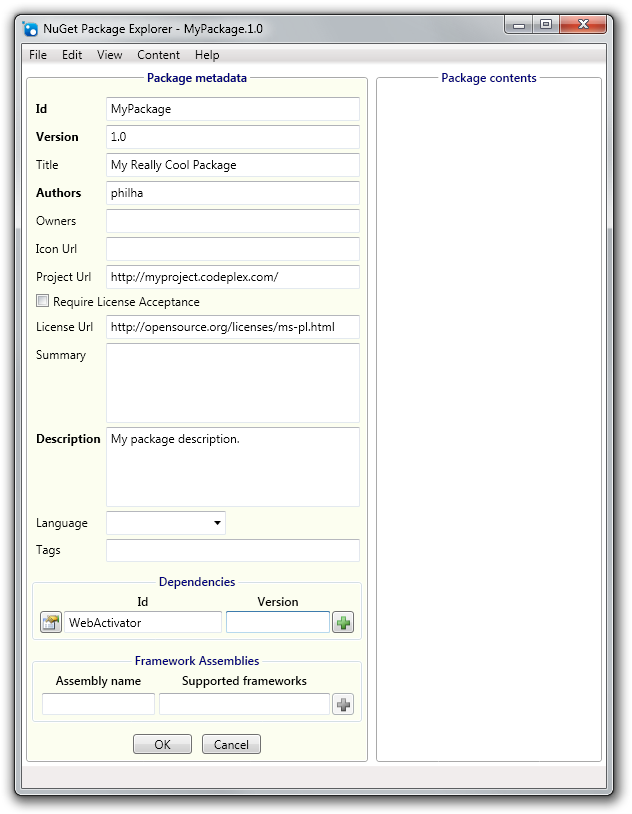 NuGet Package Explorer - MyPackage.1.0
File Edit View Content Help
Package metadata
Id MyPackage
Version 1.0
Title My Really Cool Package
Authors philha
Owners
Icon Url
Project Url http://myproject.codeplex.com/
Require License Acceptance
License Url http://opensource.org/licenses/ms-pl.html
Summary
Description My package description.
Language
Tags
Dependencies
Id Version
WebActivator
Framework Assemblies
Assembly name Supported frameworks
OK Cancel
Package contents